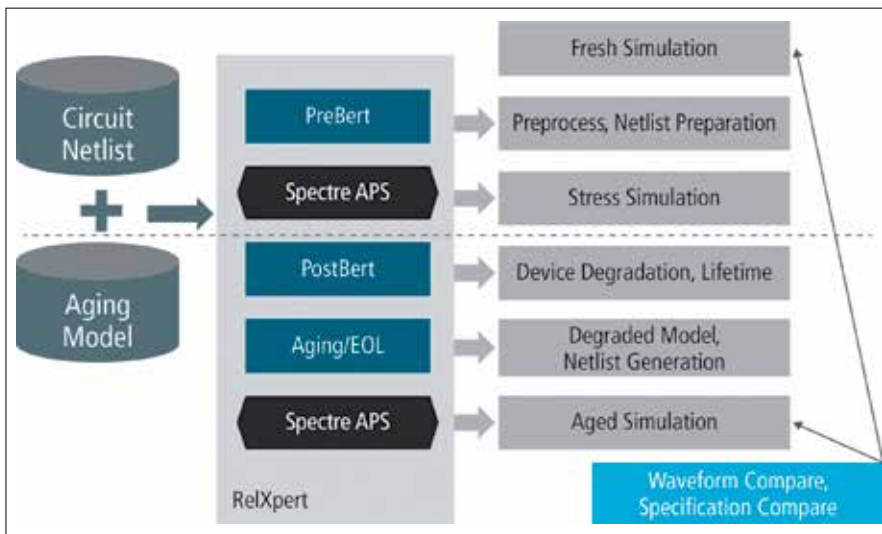 Circuit
Netlist
Aging
Model
PreBert
Spectre APS
PostBert
Aging/EOL
Spectre APS
RelXpert
Fresh Simulation
Preprocess, Netlist Preparation
Stress Simulation
Device Degradation, Lifetime
Degraded Model,
Netlist Generation
Aged Simulation
Waveform Compare,
Specification Compare